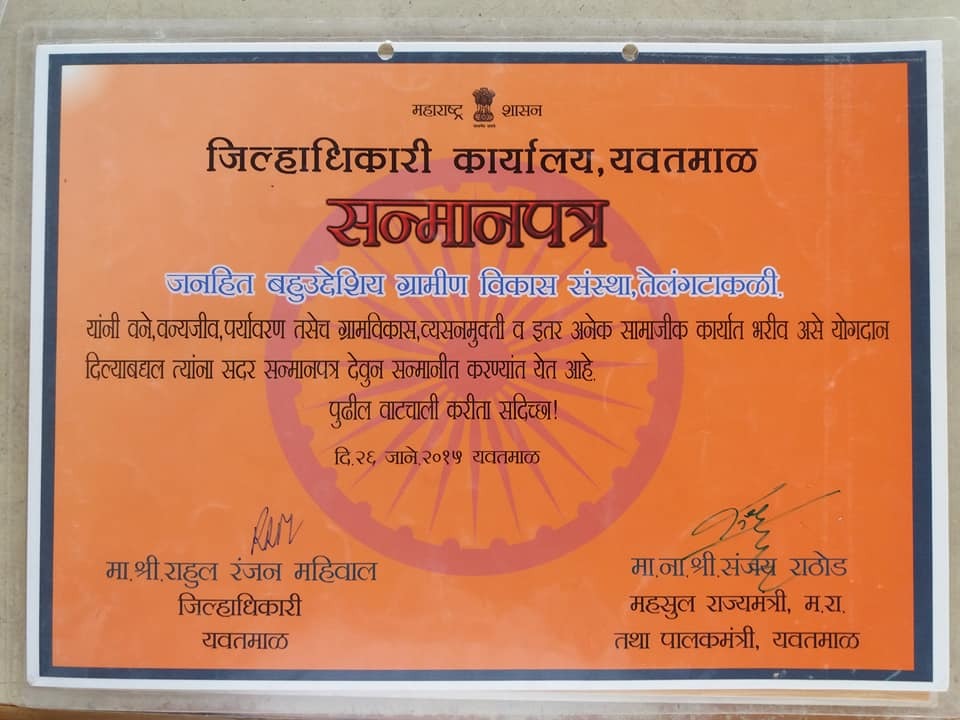 महाराष्ट्र शासन
जिल्हाधिकारी कार्यालय,यवतमाळ
सन्मानपत्र
जनहित बहुउद्देशिय ग्रामीण विकास संस्था,तेलंगटाकळी.
यांनी वने,वन्यजीव,पर्यावरण तसेच ग्रामविकास,व्यसनमुक्ती व इतर अनेक सामाजीक कार्यात भरीव असे योगदान
दिल्याबद्यल त्यांना सदर सन्मानपत्र देवुन सन्मानीत करण्यांत येत आहे.
पुढील वाटचाली करीता सदिच्छा!
दि.२६ जाने.२०१५ यवतमाळ
मा.श्री.राहुल रंजन महिवाल
जिल्हाधिकारी
यवतमाळ
मा.ना.श्री.संजय राठोड
महसुल राज्यमंत्री, म.रा.
तथा पालकमंत्री, यवतमाळ